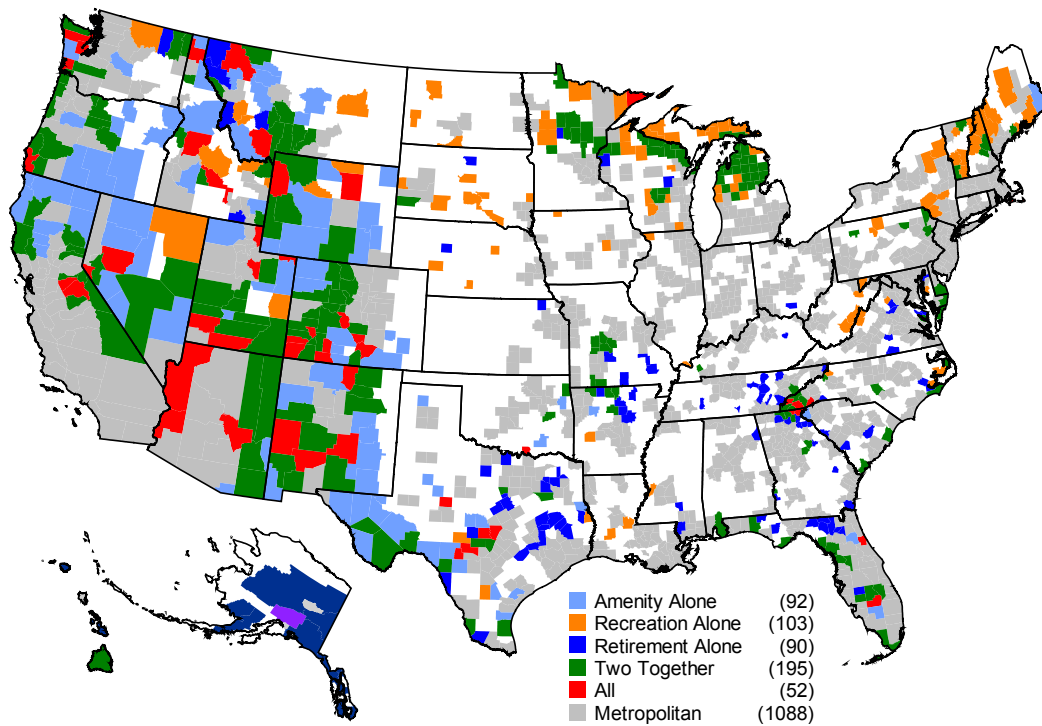 Amenity Alone (92)
Recreation Alone (103)
Retirement Alone (90)
Two Together (195)
All (52)
Metropolitan (1088)